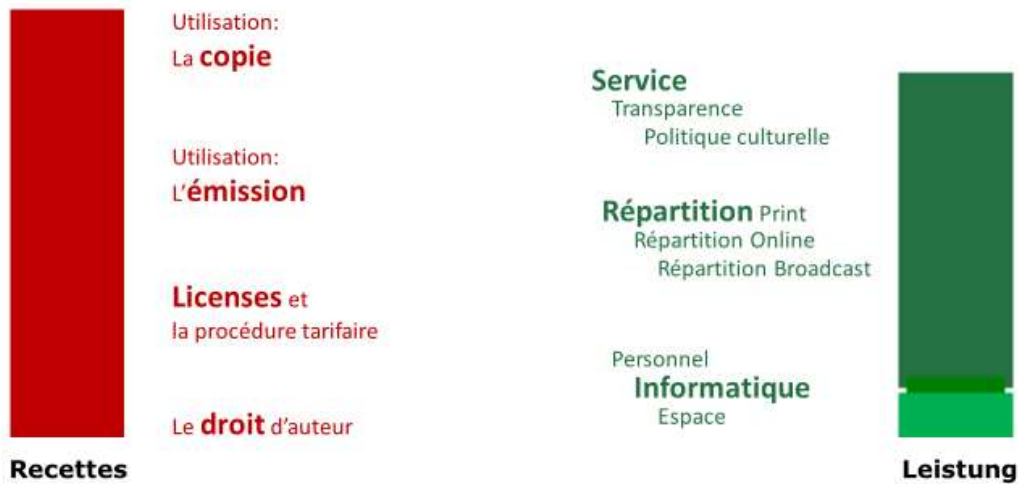 Utilisation:
La copie
Utilisation:
L'émission
Licenses et
la procédure tarifaire
Le droit d'auteur
Recettes
Service
Transparence
Politique culturelle
Répartition Print
Répartition Online
Répartition Broadcast
Personnel
Informatique
Espace
Leistung